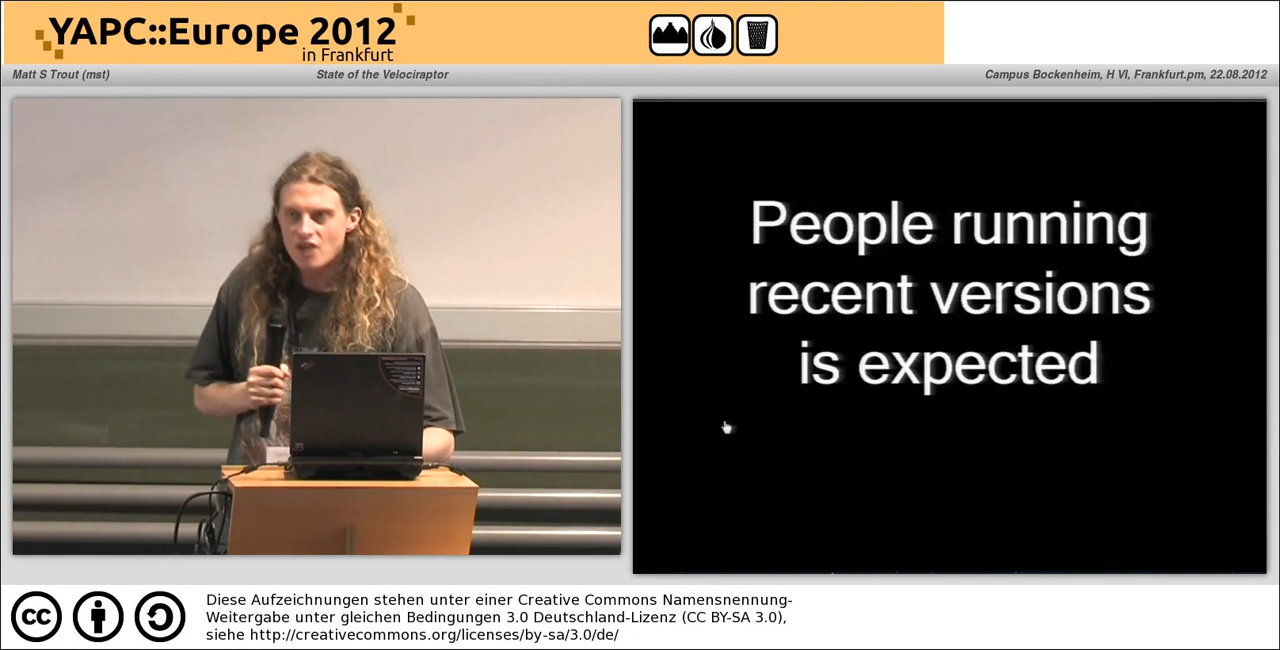 YAPC::Europe 2012
in Frankfurt
Matt S Trout (mst) State of the Velociraptor Campus Bockenheim, H VI, Frankfurt.pm, 22.08.2012
People running
recent versions
is expected
cc
Diese Aufzeichnungen stehen unter einer Creative Commons Namensnennung-
Weitergabe unter gleichen Bedingungen 3.0 Deutschland-Lizenz (CC BY-SA 3.0),
siehe http://creativecommons.org/licenses/by-sa/3.0/de/